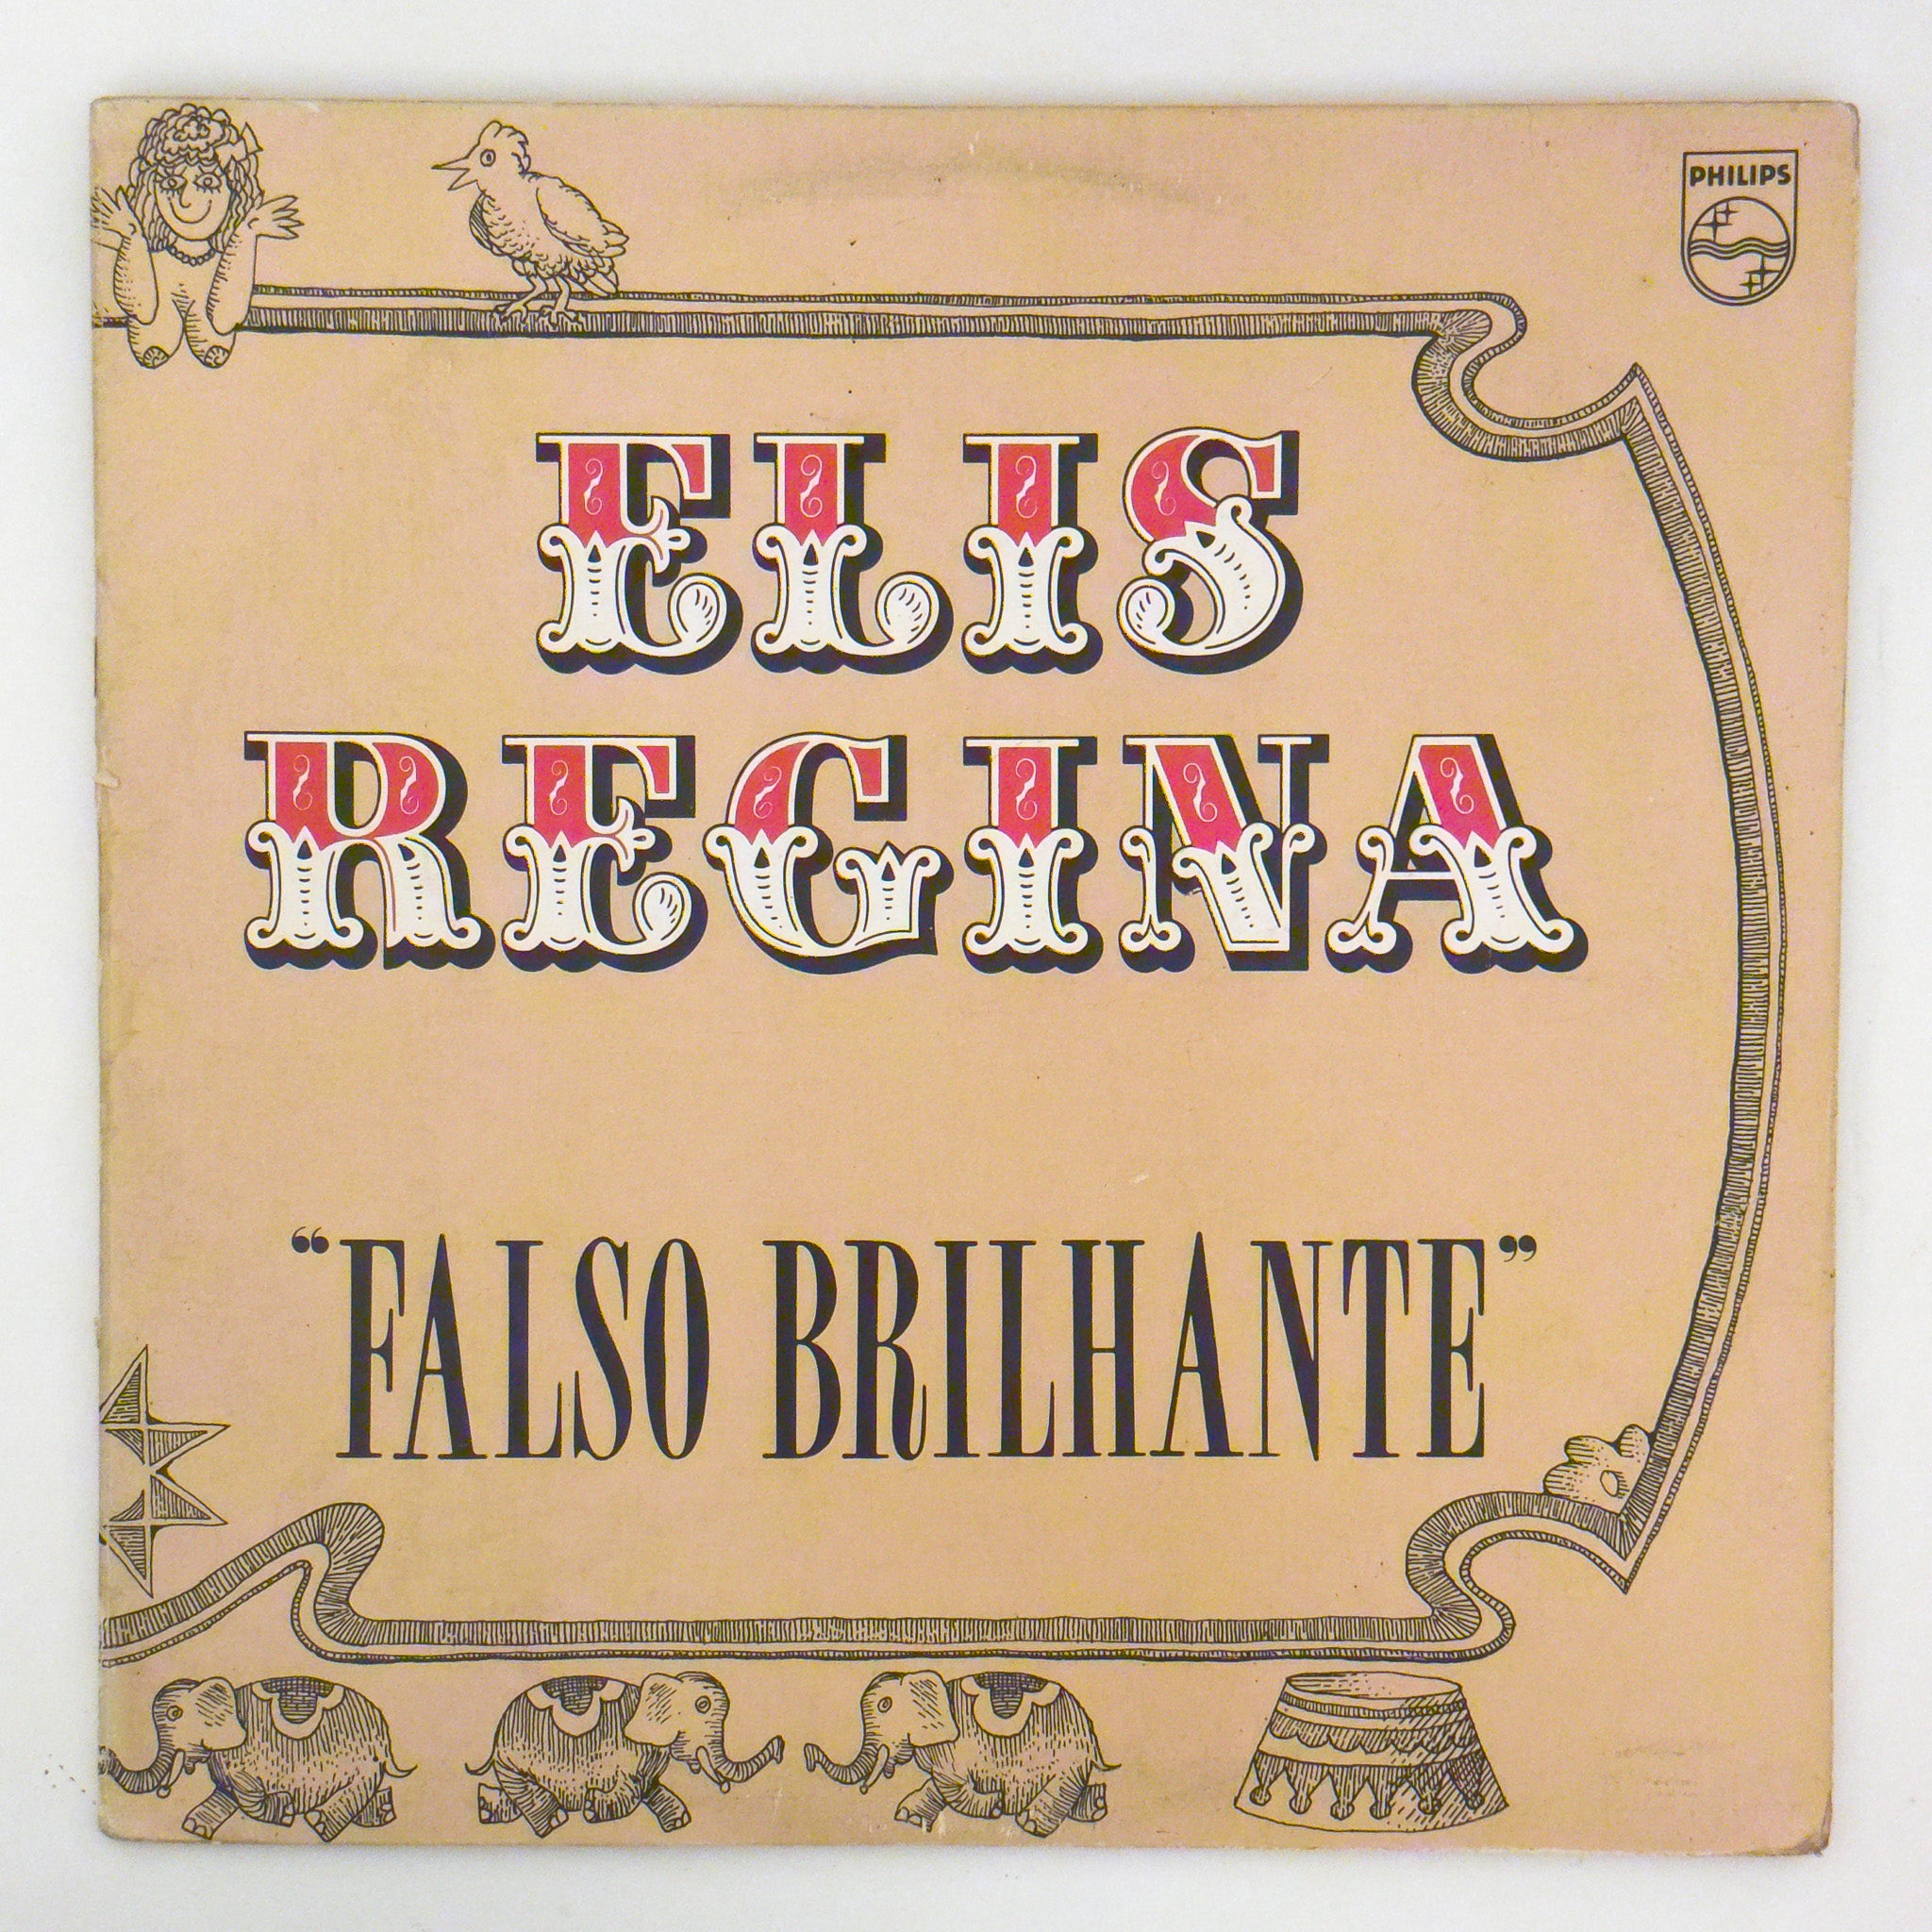 PHILIPS
ELIS
REGINA
“FALSO BRILHANTE”